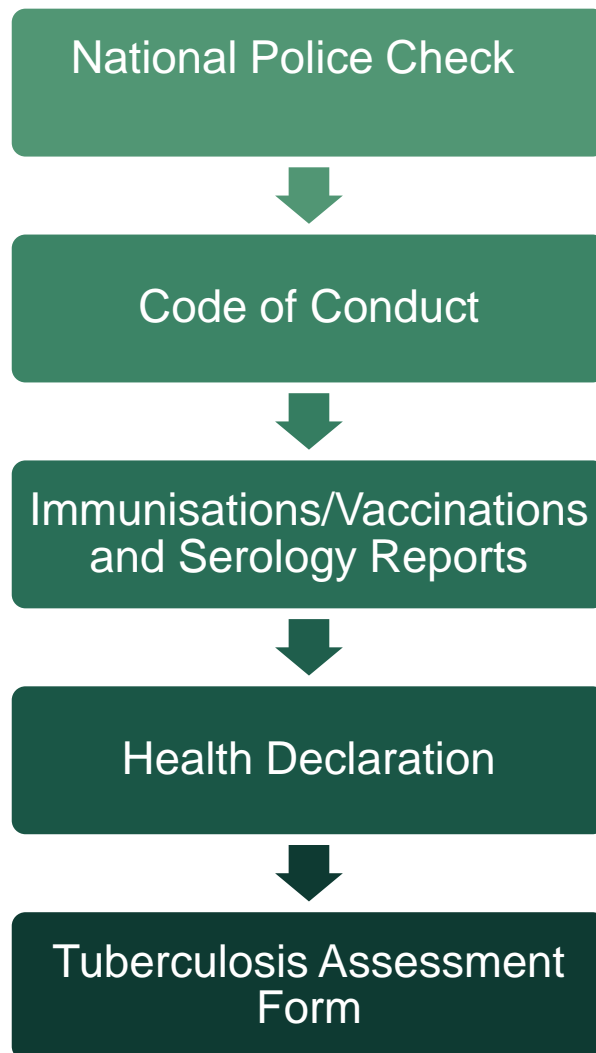 National Police Check
Code of Conduct
Immunisations/Vaccinations
and Serology Reports
Health Declaration
Tuberculosis Assessment
Form